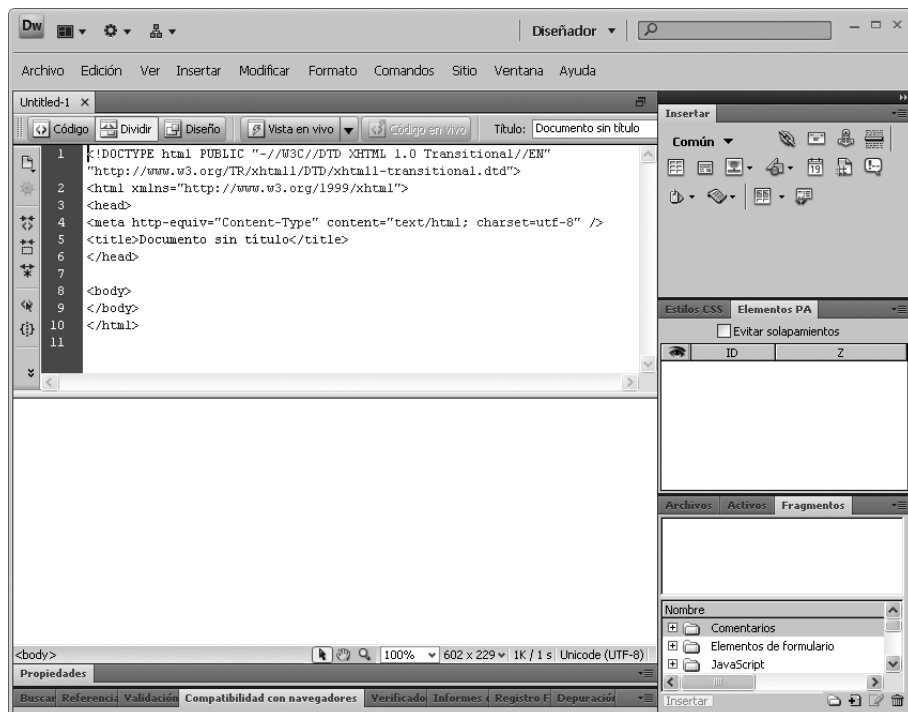 Dw
Diseñador
Archivo Edición Ver Insertar Modificar Formato Comandos Sitio Ventana Ayuda
Untitled-1
Código Dividir Diseño Vista en vivo Código en vivo Título: Documento sin título
1 <!DOCTYPE html PUBLIC "-//W3C//DTD XHTML 1.0 Transitional//EN"
"http://www.w3.org/TR/xhtml1/DTD/xhtml1-transitional.dtd">
2 <html xmlns="http://www.w3.org/1999/xhtml">
3 <head>
4 <meta http-equiv="Content-Type" content="text/html; charset=utf-8" />
5 <title>Documento sin título</title>
6 </head>
7
8 <body>
9 </body>
10 </html>
11
<body> 100% 602 x 229 1K / 1 s Unicode (UTF-8)
Propiedades
Buscar Referencia Validación Compatibilidad con navegadores Verificado Informes Registro F Depuración
Insertar
Común
19
Estilos CSS Elementos PA
Evitar solapamientos
ID Z
Archivos Activos Fragmentos
Nombre
Comentarios
Elementos de formulario
JavaScript
Insertar